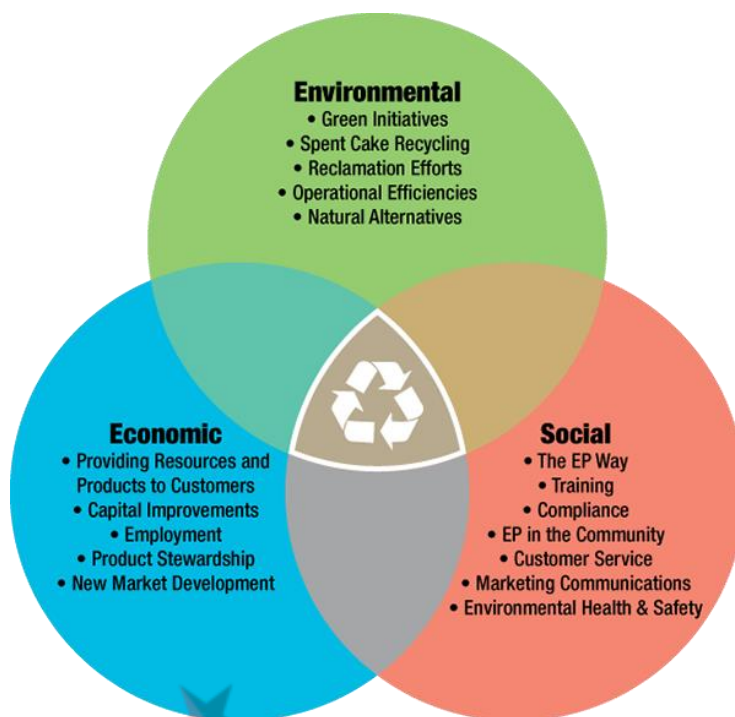 Environmental
• Green Initiatives
• Spent Cake Recycling
• Reclamation Efforts
• Operational Efficiencies
• Natural Alternatives
Economic
• Providing Resources and
Products to Customers
• Capital Improvements
• Employment
• Product Stewardship
• New Market Development
Social
• The EP Way
• Training
• Compliance
• EP in the Community
• Customer Service
• Marketing Communications
• Environmental Health & Safety